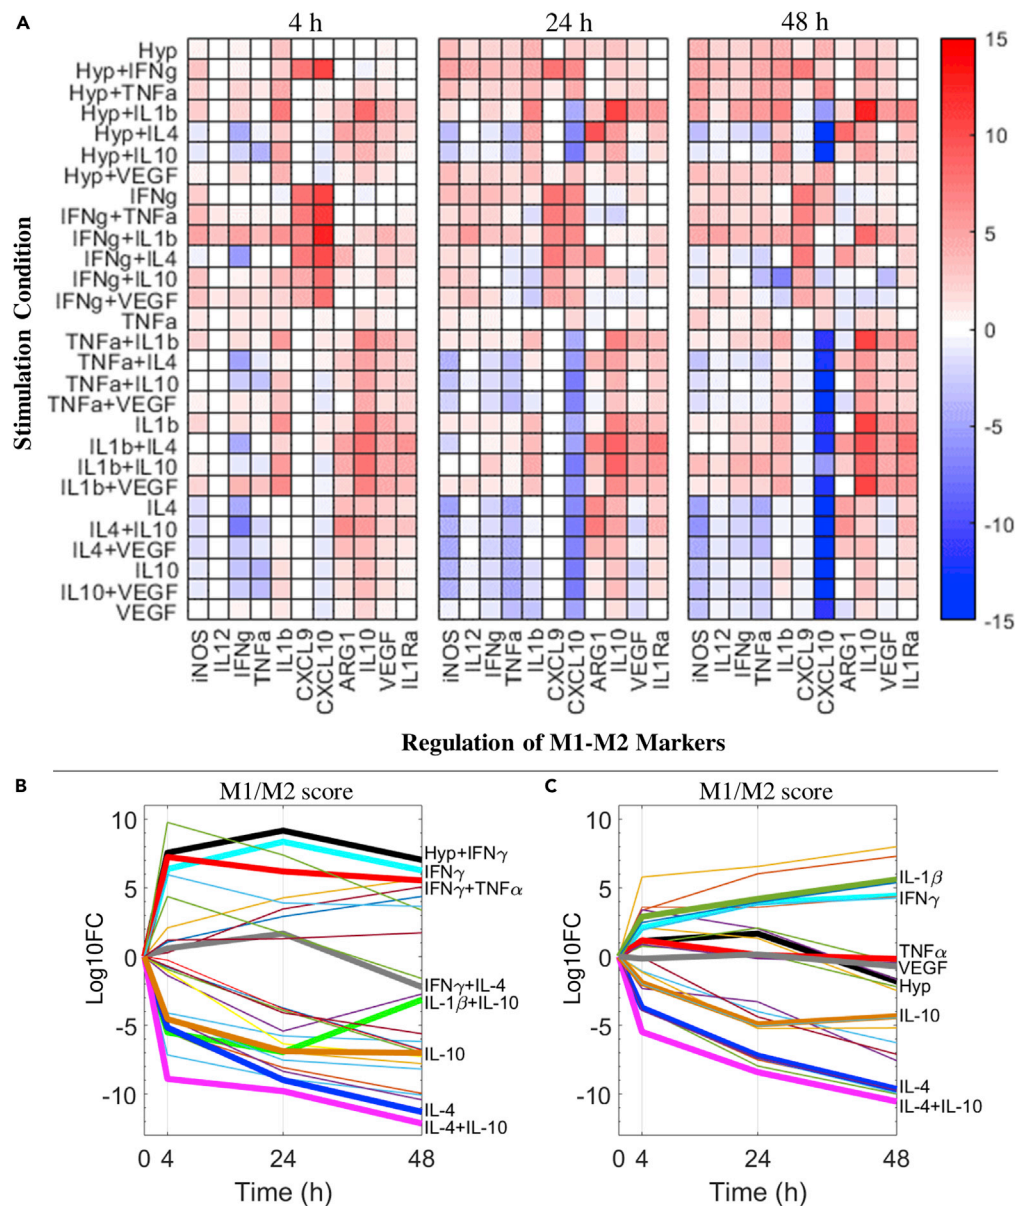 A
4 h
24 h
48 h
Stimulation Condition
Hyp
Hyp+IFNg
Hyp+TNFa
Hyp+IL1b
Hyp+IL4
Hyp+IL10
Hyp+VEGF
IFNg
IFNg+TNFa
IFNg+IL1b
IFNg+IL4
IFNg+IL10
IFNg+VEGF
TNFa
TNFa+IL1b
TNFa+IL4
TNFa+IL10
TNFa+VEGF
IL1b
IL1b+IL4
IL1b+IL10
IL1b+VEGF
IL4
IL4+IL10
IL4+VEGF
IL10
IL10+VEGF
VEGF
15
10
5
0
-5
-10
-15
iNOS IL12 IFNg TNFa IL1b CXCL9 CXCL10 ARG1 IL10 VEGF IL1Ra
iNOS IL12 IFNg TNFa IL1b CXCL9 CXCL10 ARG1 IL10 VEGF IL1Ra
iNOS IL12 IFNg TNFa IL1b CXCL9 CXCL10 ARG1 IL10 VEGF IL1Ra
Regulation of M1-M2 Markers
B
M1/M2 score
Log10FC
10
5
0
-5
-10
Hyp+IFNγ
IFNγ
IFNγ+TNFα
IFNγ+IL-4
IL-1β+IL-10
IL-10
IL-4
IL-4+IL-10
0 4 24 48
Time (h)
C
M1/M2 score
Log10FC
10
5
0
-5
-10
IL-1β
IFNγ
TNFα
VEGF
Hyp
IL-10
IL-4
IL-4+IL-10
0 4 24 48
Time (h)